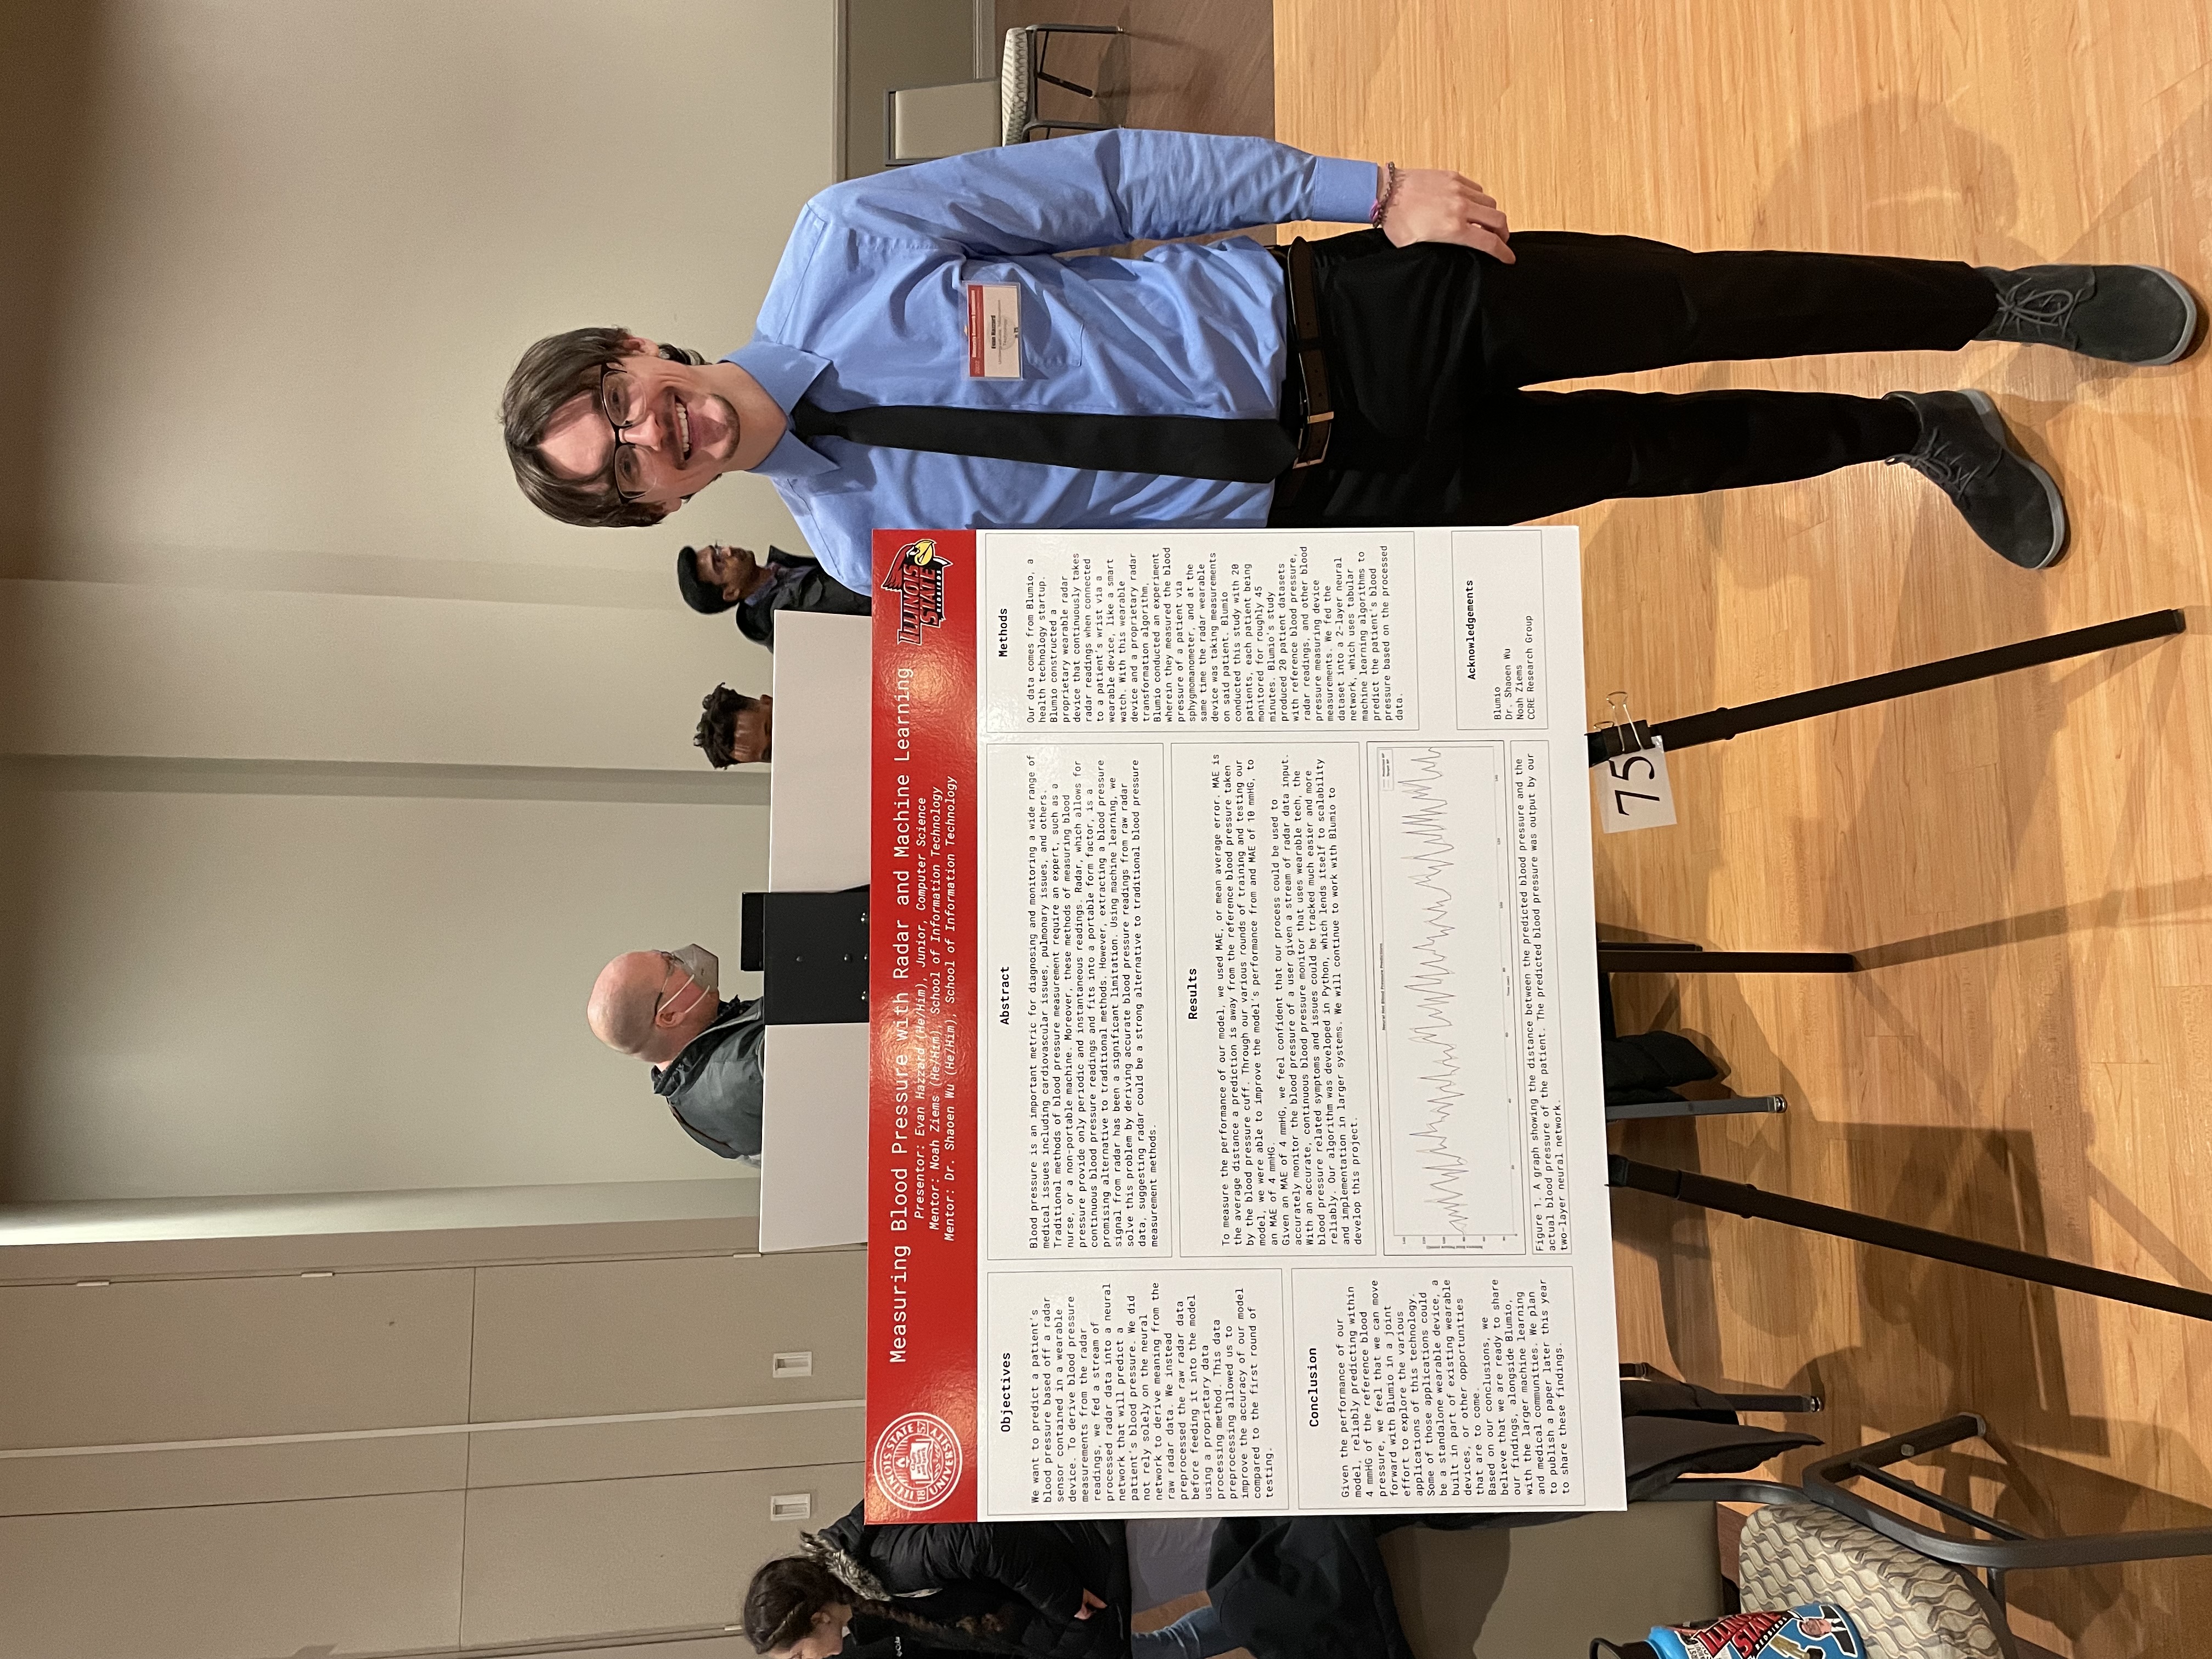 Measuring Blood Pressure with Radar and Machine Learning
Presentor: Evan Hazzard (He/Him), Junior, Computer Science
Mentor: Noah Ziems (He/Him), School of Information Technology
Mentor: Dr. Shaoen Wu (He/Him), School of Information Technology
ILLINOIS STATE
UNIVERSITY
18 57
ILLINOIS
STATE
REDBIRDS
Objectives
We want to predict a patient's
blood pressure based off a radar
sensor contained in a wearable
device. To derive blood pressure
measurements from the radar
readings, we fed a stream of
processed radar data into a neural
network that will predict a
patient's blood pressure. We did
not rely solely on the neural
network to derive meaning from the
raw radar data. We instead
preprocessed the raw radar data
before feeding it into the model
using a proprietary data
processing method. This data
preprocessing allowed us to
improve the accuracy of our model
compared to the first round of
testing.
Conclusion
Given the performance of our
model, reliably predicting within
4 mmHG of the reference blood
pressure, we feel that we can move
forward with Blumio in a joint
effort to explore the various
applications of this technology.
Some of those applications could
be a standalone wearable device, a
built in part of existing wearable
devices, or other opportunities
that are to come.
Based on our conclusions, we
believe that we are ready to share
our findings, alongside Blumio,
with the larger machine learning
and medical communities. We plan
to publish a paper later this year
to share these findings.
Abstract
Blood pressure is an important metric for diagnosing and monitoring a wide range of
medical issues including cardiovascular issues, pulmonary issues, and others.
Traditional methods of blood pressure measurement require an expert, such as a
nurse, or a non-portable machine. Moreover, these methods of measuring blood
pressure provide only periodic and instantaneous readings. Radar, which allows for
continuous blood pressure readings and fits into a portable form factor, is a
promising alternative to traditional methods. However, extracting a blood pressure
signal from radar has been a significant limitation. Using machine learning, we
solve this problem by deriving accurate blood pressure readings from raw radar
data, suggesting radar could be a strong alternative to traditional blood pressure
measurement methods.
Results
To measure the performance of our model, we used MAE, or mean average error. MAE is
the average distance a prediction is away from the reference blood pressure taken
by the blood pressure cuff. Through our various rounds of training and testing our
model, we were able to improve the model's performance from and MAE of 10 mmHG, to
an MAE of 4 mmHG.
Given an MAE of 4 mmHG, we feel confident that our process could be used to
accurately monitor the blood pressure of a user given a stream of radar data input.
With an accurate, continuous blood pressure monitor that uses wearable tech, the
blood pressure related symptoms and issues could be tracked much easier and more
reliably. Our algorithm was developed in Python, which lends itself to scalability
and implementation in larger systems. We will continue to work with Blumio to
develop this project.
Neural Net Blood Pressure Predictions
Figure 1. A graph showing the distance between the predicted blood pressure and the
actual blood pressure of the patient. The predicted blood pressure was output by our
two-layer neural network.
Methods
Our data comes from Blumio, a
health technology startup.
Blumio constructed a
proprietary wearable radar
device that continuously takes
radar readings when connected
to a patient's wrist via a
wearable device, like a smart
watch. With this wearable
device and a proprietary radar
transformation algorithm,
Blumio conducted an experiment
wherein they measured the blood
pressure of a patient via
sphygmomanometer, and at the
same time the radar wearable
device was taking measurements
on said patient. Blumio
conducted this study with 20
patients, each patient being
monitored for roughly 45
minutes. Blumio's study
produced 20 patient datasets
with reference blood pressure,
radar readings, and other blood
pressure measuring device
measurements. We fed the
dataset into a 2-layer neural
network, which uses tabular
machine learning algorithms to
predict the patient's blood
pressure based on the processed
data.
Acknowledgements
Blumio
Dr. Shaoen Wu
Noah Ziems
CCRE Research Group
75
University Research Symposium
Evan Hazzard
Undergraduate, Information
Technology
ILLINOIS
STATE
REDBIRDS